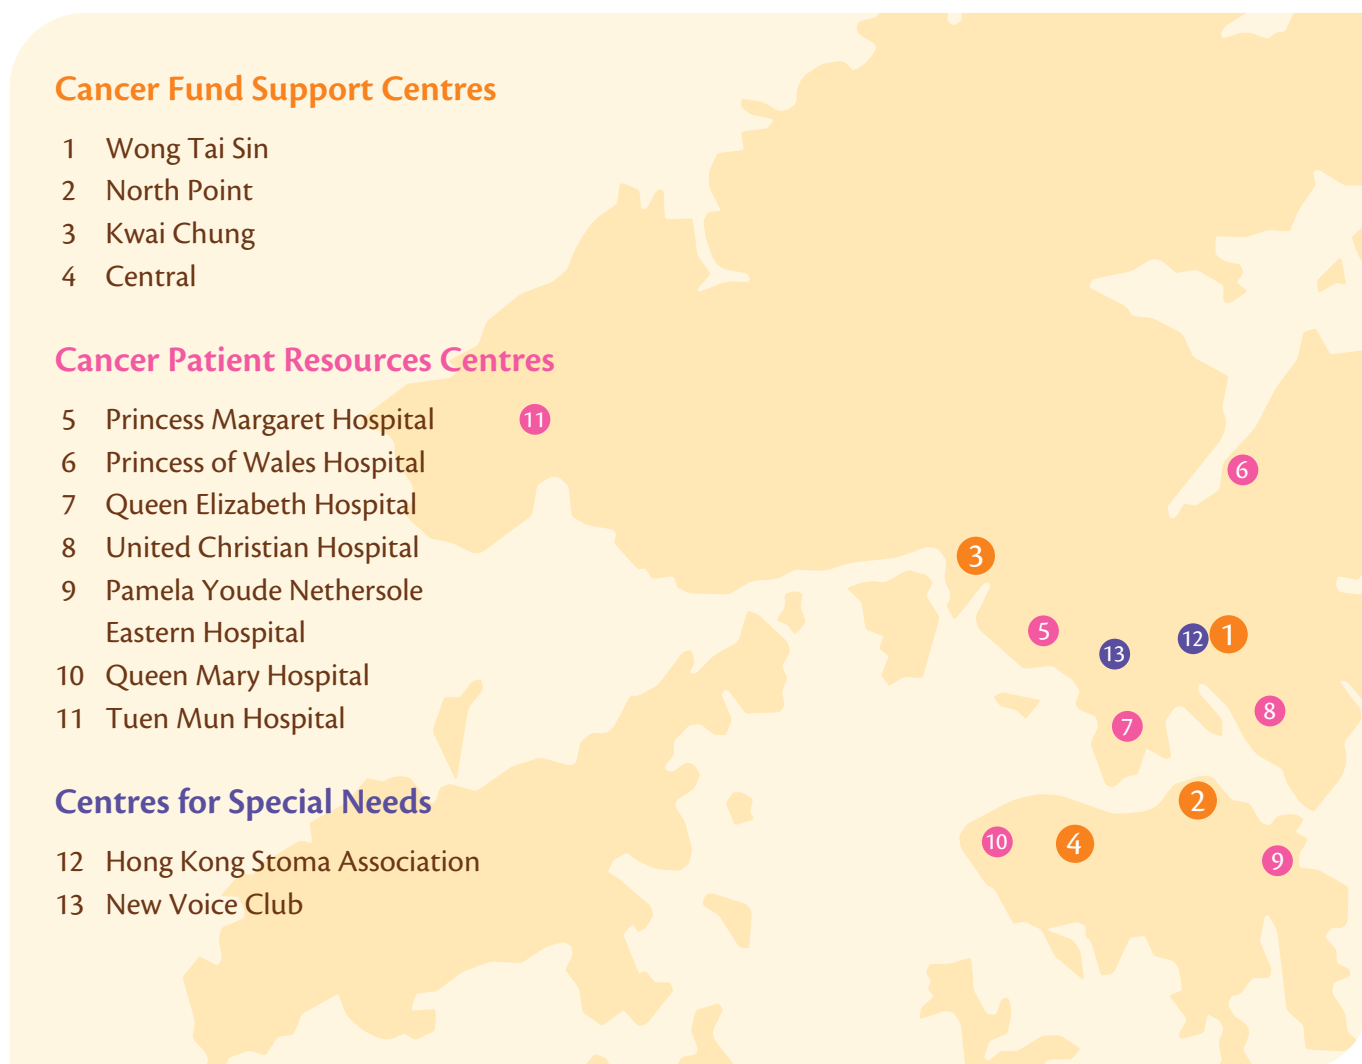 Cancer Fund Support Centres
1 Wong Tai Sin
2 North Point
3 Kwai Chung
4 Central
Cancer Patient Resources Centres
5 Princess Margaret Hospital
6 Princess of Wales Hospital
7 Queen Elizabeth Hospital
8 United Christian Hospital
9 Pamela Youde Nethersole
Eastern Hospital
10 Queen Mary Hospital
11 Tuen Mun Hospital
Centres for Special Needs
12 Hong Kong Stoma Association
13 New Voice Club
11
6
3
5
13
12
1
7
8
2
10
4
9